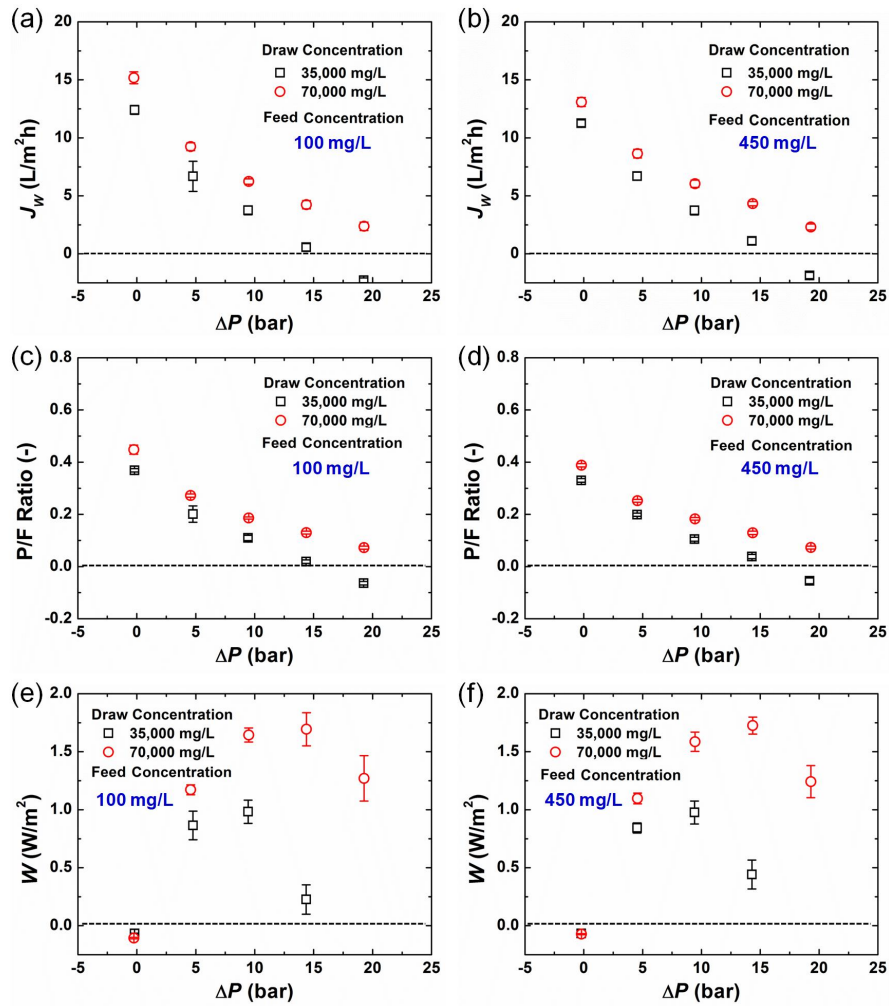 (a)
20
15
10
5
0
J_W (L/m²h)
Draw Concentration
35,000 mg/L
70,000 mg/L
Feed Concentration
100 mg/L
-5 0 5 10 15 20 25
ΔP (bar)
(b)
20
15
10
5
0
J_W (L/m²h)
Draw Concentration
35,000 mg/L
70,000 mg/L
Feed Concentration
450 mg/L
-5 0 5 10 15 20 25
ΔP (bar)
(c)
0.8
0.6
0.4
0.2
0.0
-0.2
P/F Ratio (-)
Draw Concentration
35,000 mg/L
70,000 mg/L
Feed Concentration
100 mg/L
-5 0 5 10 15 20 25
ΔP (bar)
(d)
0.8
0.6
0.4
0.2
0.0
-0.2
P/F Ratio (-)
Draw Concentration
35,000 mg/L
70,000 mg/L
Feed Concentration
450 mg/L
-5 0 5 10 15 20 25
ΔP (bar)
(e)
2.0
1.5
1.0
0.5
0.0
W (W/m²)
Draw Concentration
35,000 mg/L
70,000 mg/L
Feed Concentration
100 mg/L
-5 0 5 10 15 20 25
ΔP (bar)
(f)
2.0
1.5
1.0
0.5
0.0
W (W/m²)
Draw Concentration
35,000 mg/L
70,000 mg/L
Feed Concentration
450 mg/L
-5 0 5 10 15 20 25
ΔP (bar)